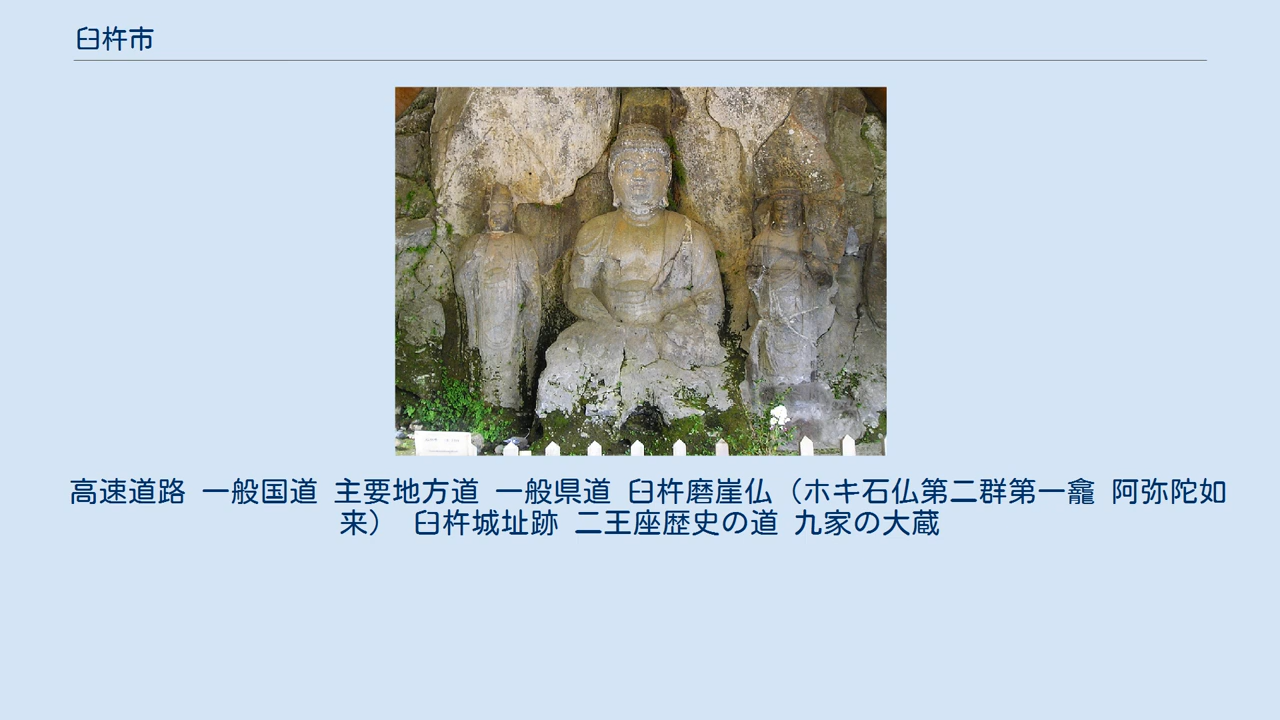 臼杵市
高速道路 一般国道 主要地方道 一般県道 臼杵磨崖仏（ホキ石仏第二群第一龕 阿弥陀如
来） 臼杵城址跡 二王座歴史の道 九家の大蔵